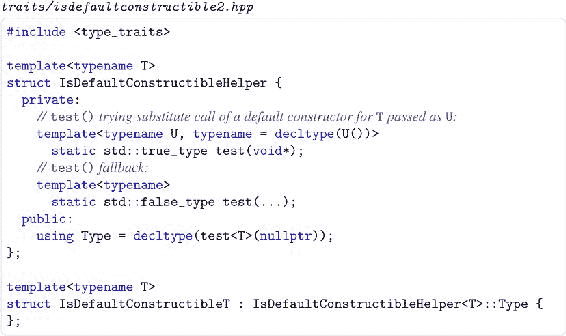 traits/isdefaultconstructible2.hpp
#include <type_traits>
template<typename T>
struct IsDefaultConstructibleHelper {
private:
// test() trying substitute call of a default constructor for T passed as U:
template<typename U, typename = decltype(U())>
static std::true_type test(void*);
// test() fallback:
template<typename>
static std::false_type test(...);
public:
using Type = decltype(test<T>(nullptr));
};
template<typename T>
struct IsDefaultConstructibleT : IsDefaultConstructibleHelper<T>::Type {
};